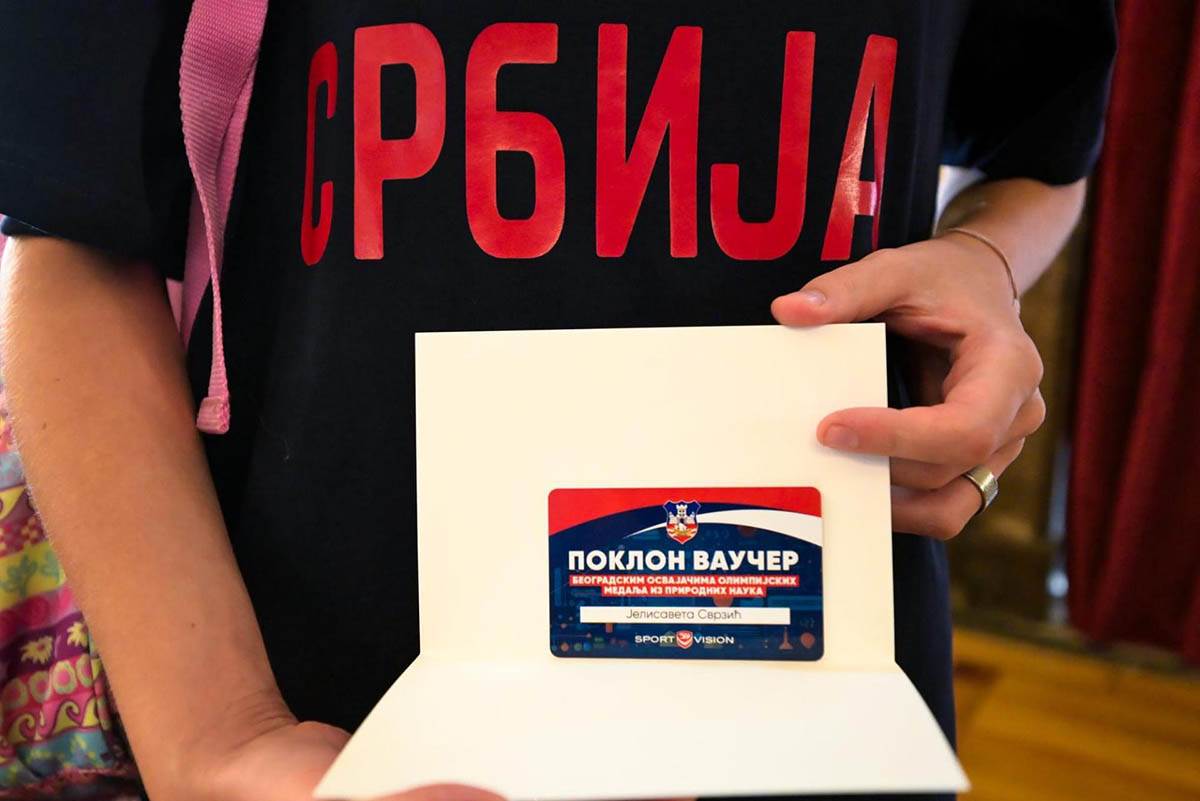 СРБИЈА
ПОКЛОН ВАУЧЕР
БЕОГРАДСКИМ ОСВАЈАЧИМА ОЛИМПИЈСКИХ
МЕДАЉА ИЗ ПРИРОДНИХ НАУКА
Јелисавета Сврзић
SPORT VISION